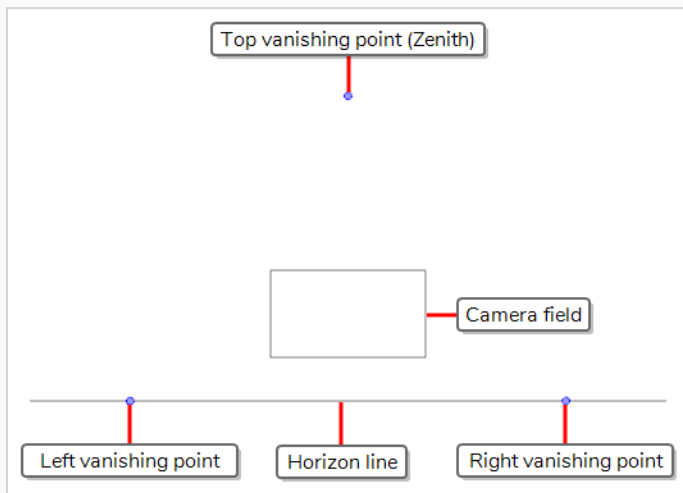 Top vanishing point (Zenith)
Camera field
Left vanishing point
Horizon line
Right vanishing point